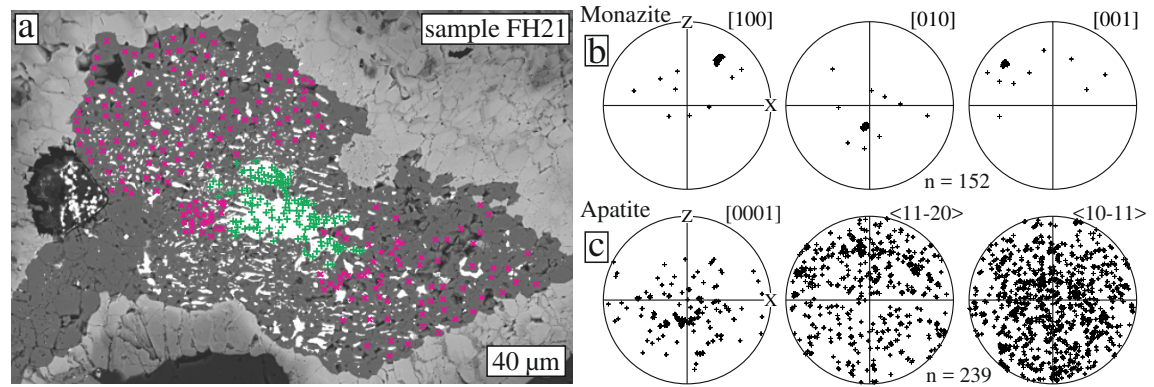 a
sample FH21
40 µm
Monazite
b
Z
X
[100]
[010]
[001]
n = 152
Apatite
c
Z
X
[0001]
<11-20>
<10-11>
n = 239